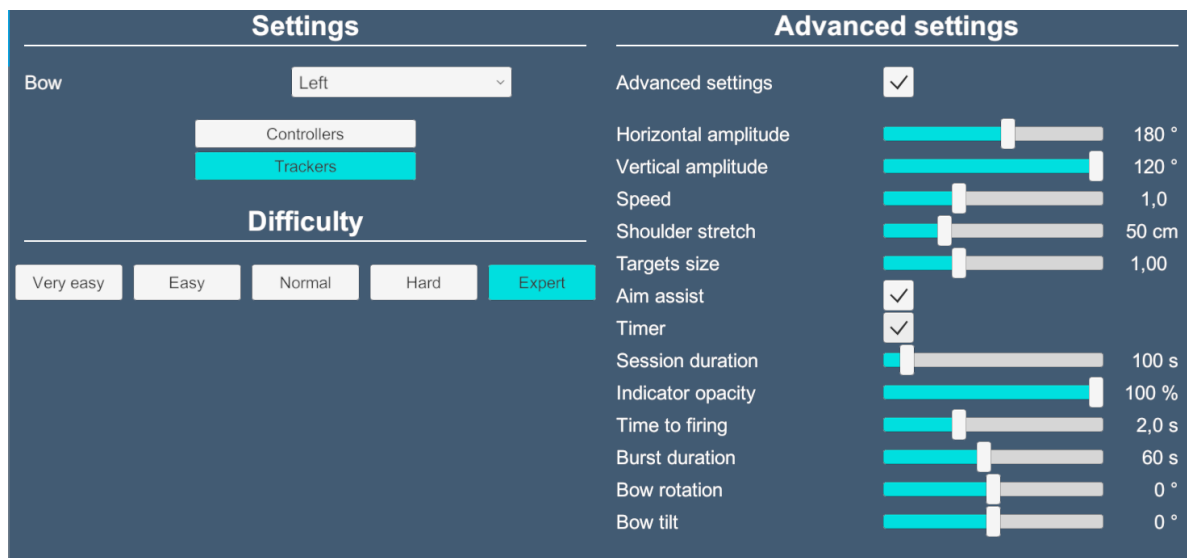 Settings
Bow
Left
Controllers
Trackers
Difficulty
Very easy
Easy
Normal
Hard
Expert
Advanced settings
Advanced settings
Horizontal amplitude 180 °
Vertical amplitude 120 °
Speed 1,0
Shoulder stretch 50 cm
Targets size 1,00
Aim assist
Timer
Session duration 100 s
Indicator opacity 100 %
Time to firing 2,0 s
Burst duration 60 s
Bow rotation 0 °
Bow tilt 0 °